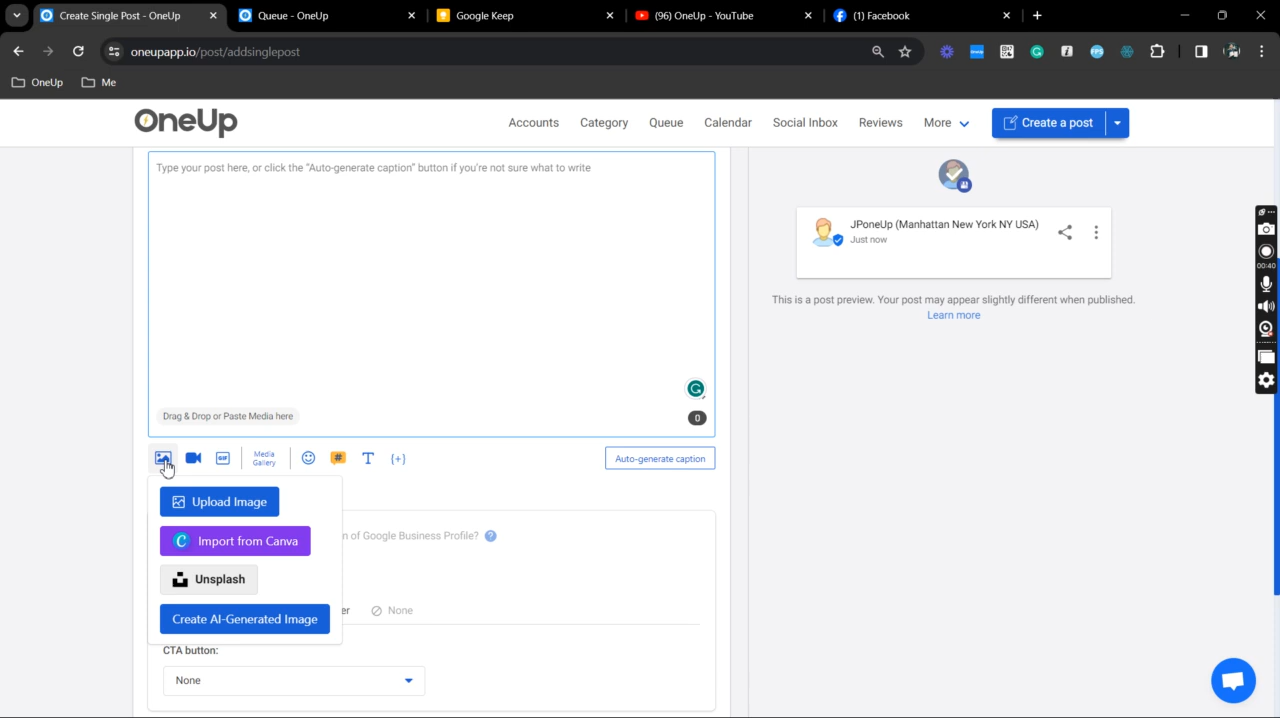 Create Single Post - OneUp
Queue - OneUp
Google Keep
(96) OneUp - YouTube
(1) Facebook
oneupapp.io/post/addsinglepost
OneUp
Me
OneUp
Accounts
Category
Queue
Calendar
Social Inbox
Reviews
More
Create a post
Type your post here, or click the "Auto-generate caption" button if you're not sure what to write
JPoneUp (Manhattan New York NY USA)
Just now
This is a post preview. Your post may appear slightly different when published.
Learn more
00:40
Drag & Drop or Paste Media here
0
GIF
Media
Gallery
#
T
{+}
Auto-generate caption
Upload Image
n of Google Business Profile?
?
C
Import from Canva
Unsplash
er
None
Create AI-Generated Image
CTA button:
None